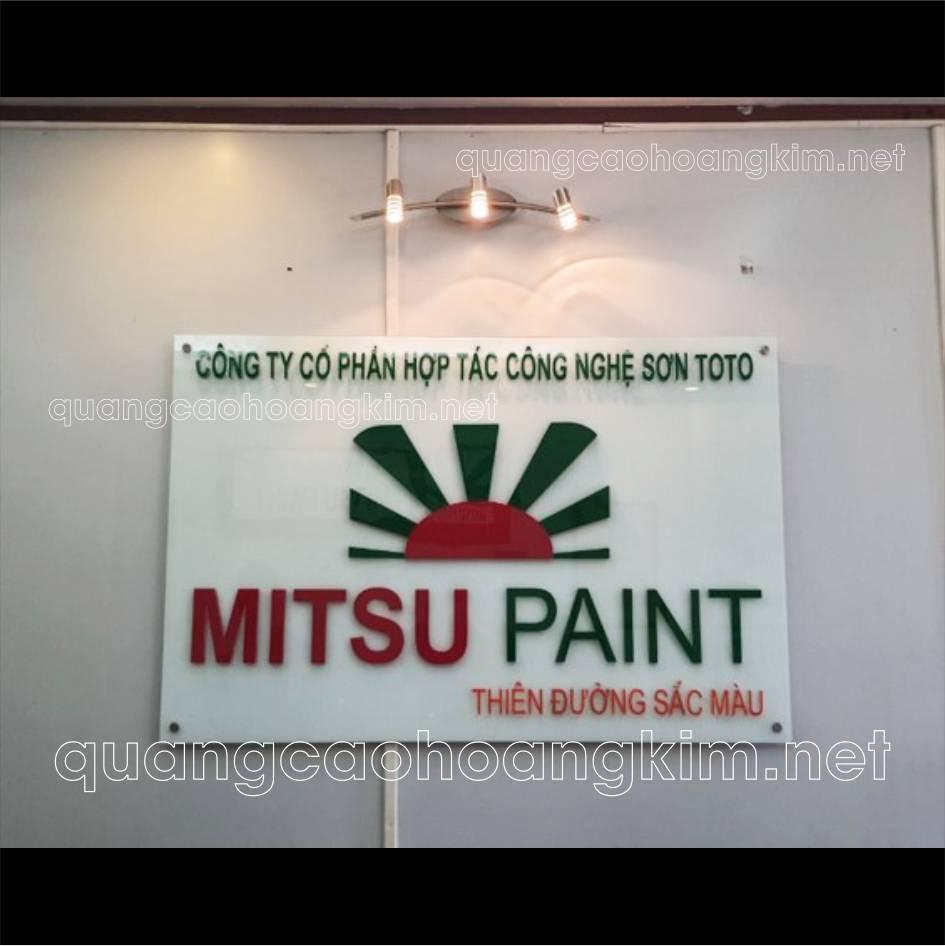 quangcaohoangkim.net
CÔNG TY CỔ PHẦN HỢP TÁC CÔNG NGHỆ SƠN TOTO
quangcaohoangkim.net
MITSU PAINT
THIÊN ĐƯỜNG SẮC MÀU
quangcaohoangkim.net